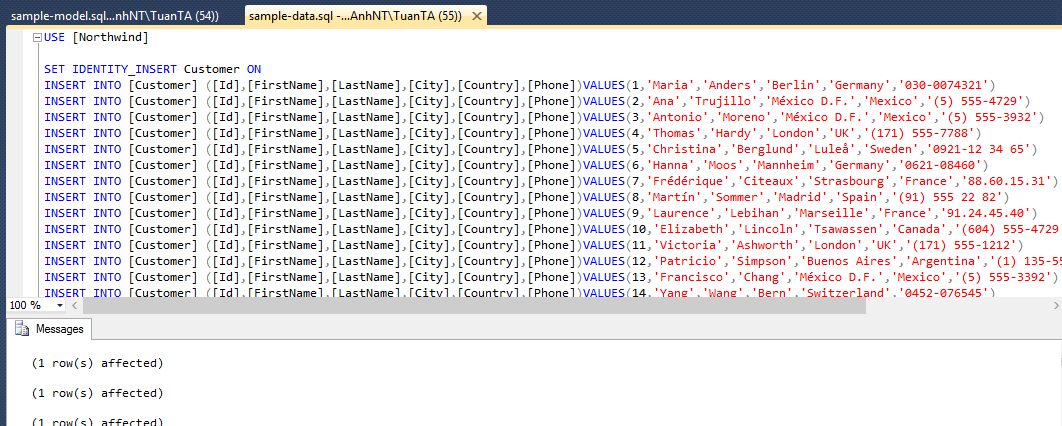 sample-model.sql...nhNT\TuanTA (54))
sample-data.sql -...AnhNT\TuanTA (55))
USE [Northwind]
SET IDENTITY_INSERT Customer ON
INSERT INTO [Customer] ([Id],[FirstName],[LastName],[City],[Country],[Phone])VALUES(1,'Maria','Anders','Berlin','Germany','030-0074321')
INSERT INTO [Customer] ([Id],[FirstName],[LastName],[City],[Country],[Phone])VALUES(2,'Ana','Trujillo','México D.F.','Mexico','(5) 555-4729')
INSERT INTO [Customer] ([Id],[FirstName],[LastName],[City],[Country],[Phone])VALUES(3,'Antonio','Moreno','México D.F.','Mexico','(5) 555-3932')
INSERT INTO [Customer] ([Id],[FirstName],[LastName],[City],[Country],[Phone])VALUES(4,'Thomas','Hardy','London','UK','(171) 555-7788')
INSERT INTO [Customer] ([Id],[FirstName],[LastName],[City],[Country],[Phone])VALUES(5,'Christina','Berglund','Luleå','Sweden','0921-12 34 65')
INSERT INTO [Customer] ([Id],[FirstName],[LastName],[City],[Country],[Phone])VALUES(6,'Hanna','Moos','Mannheim','Germany','0621-08460')
INSERT INTO [Customer] ([Id],[FirstName],[LastName],[City],[Country],[Phone])VALUES(7,'Frédérique','Citeaux','Strasbourg','France','88.60.15.31')
INSERT INTO [Customer] ([Id],[FirstName],[LastName],[City],[Country],[Phone])VALUES(8,'Martín','Sommer','Madrid','Spain','(91) 555 22 82')
INSERT INTO [Customer] ([Id],[FirstName],[LastName],[City],[Country],[Phone])VALUES(9,'Laurence','Lebihan','Marseille','France','91.24.45.40')
INSERT INTO [Customer] ([Id],[FirstName],[LastName],[City],[Country],[Phone])VALUES(10,'Elizabeth','Lincoln','Tsawassen','Canada','(604) 555-4729
INSERT INTO [Customer] ([Id],[FirstName],[LastName],[City],[Country],[Phone])VALUES(11,'Victoria','Ashworth','London','UK','(171) 555-1212')
INSERT INTO [Customer] ([Id],[FirstName],[LastName],[City],[Country],[Phone])VALUES(12,'Patricio','Simpson','Buenos Aires','Argentina','(1) 135-55
INSERT INTO [Customer] ([Id],[FirstName],[LastName],[City],[Country],[Phone])VALUES(13,'Francisco','Chang','México D.F.','Mexico','(5) 555-3392')
INSERT INTO [Customer] ([Id],[FirstName],[LastName],[City],[Country],[Phone])VALUES(14,'Yang','Wang','Bern','Switzerland','0452-076545')
100 %
Messages
(1 row(s) affected)
(1 row(s) affected)
(1 row(s) affected)